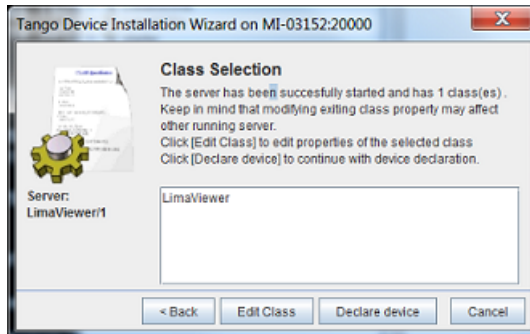 Tango Device Installation Wizard on MI-03152:20000
Class Selection
The server has been succesfully started and has 1 class(es) .
Keep in mind that modifying exiting class property may affect
other running server.
Click [Edit Class] to edit properties of the selected class
Click [Declare device] to continue with device declaration.
Server:
LimaViewer/1
LimaViewer
< Back
Edit Class
Declare device
Cancel